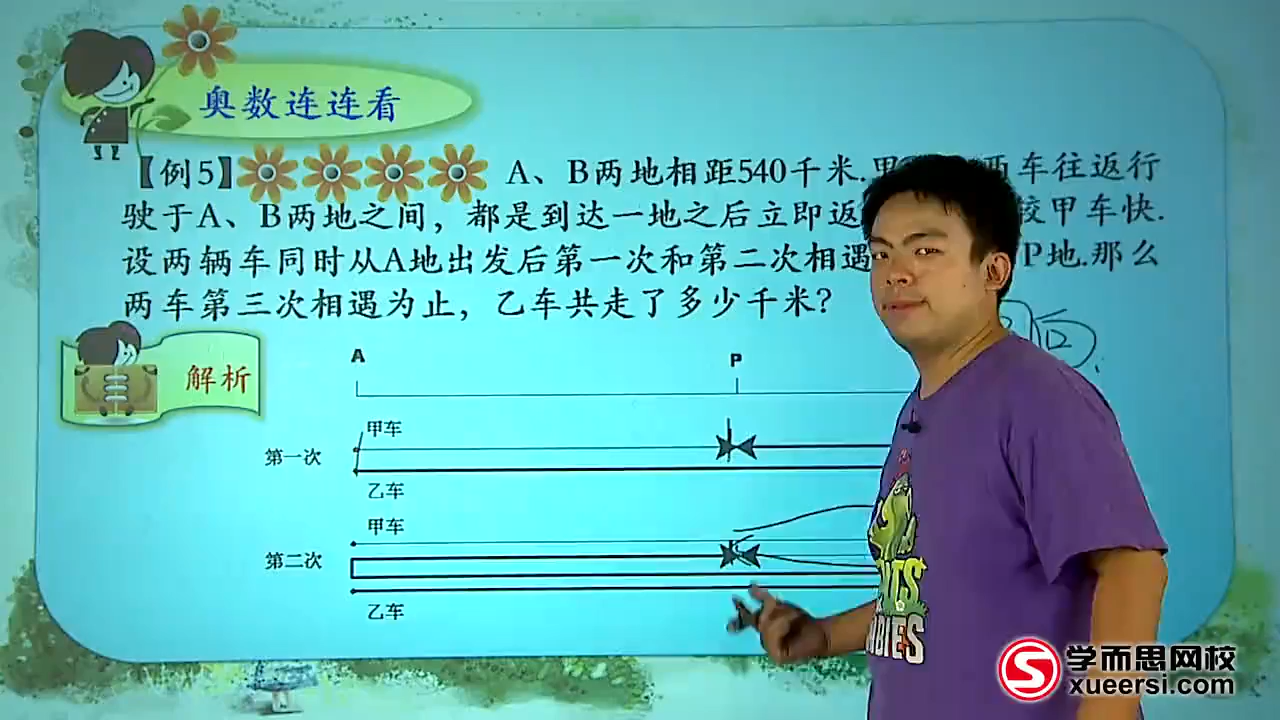 奥数连连看
【例5】 A、B两地相距540千米.甲 两车往返行
驶于A、B两地之间，都是到达一地之后立即返 较甲车快.
设两辆车同时从A地出发后第一次和第二次相遇 P地.那么
两车第三次相遇为止，乙车共走了多少千米？
解析
A
P
甲车
第一次
乙车
甲车
第二次
乙车
学而思网校
xueersi.com